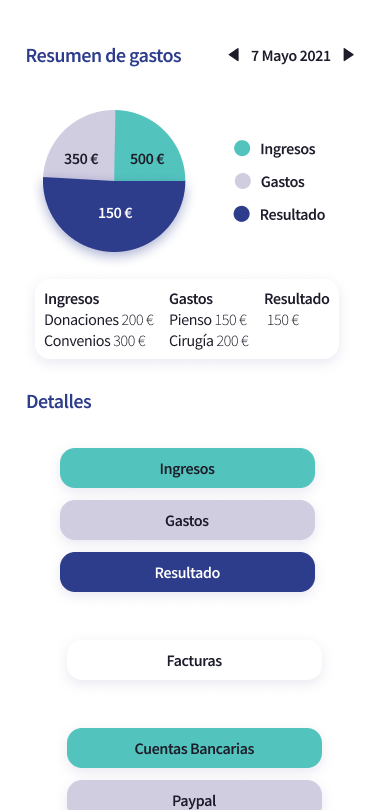 Resumen de gastos
7 Mayo 2021
350 €
500 €
150 €
Ingresos
Gastos
Resultado
Ingresos Gastos Resultado
Donaciones 200 € Pienso 150 € 150 €
Convenios 300 € Cirugía 200 €
Detalles
Ingresos
Gastos
Resultado
Facturas
Cuentas Bancarias
Paypal